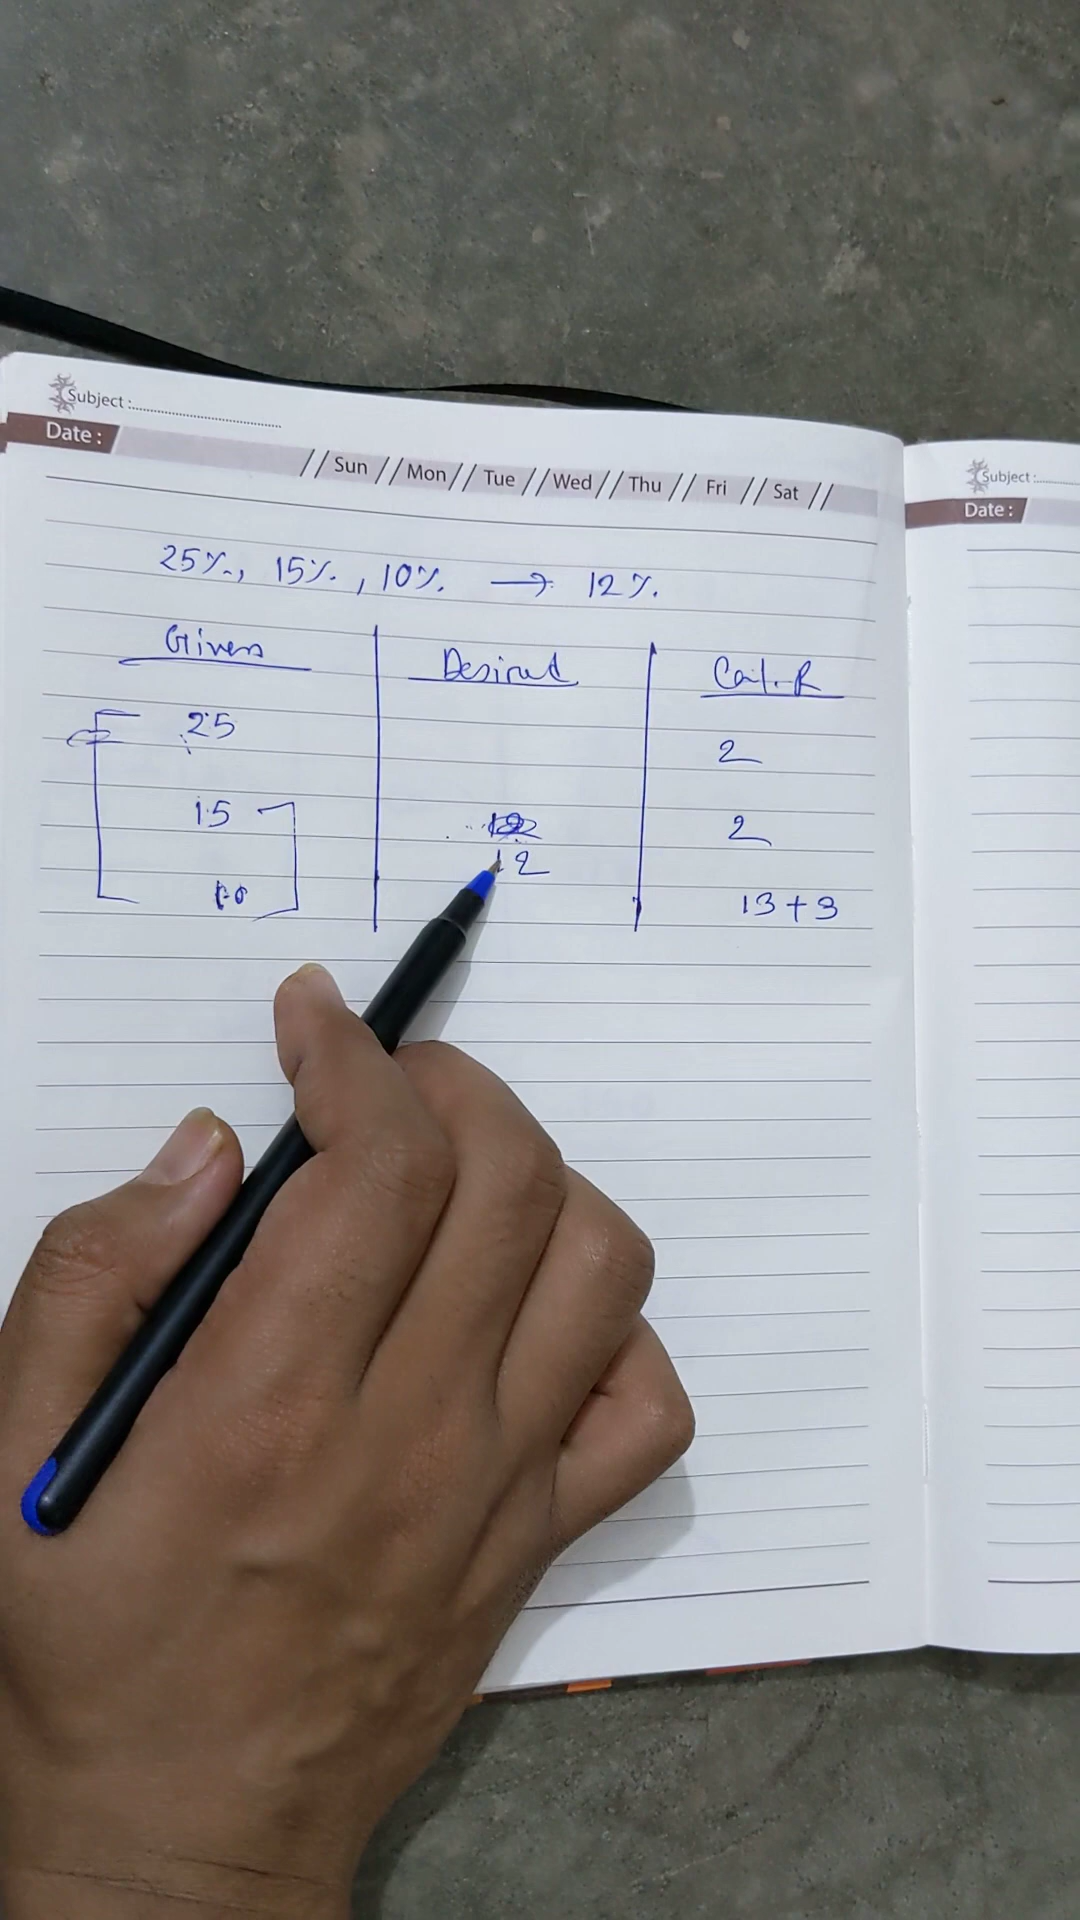 Subject :
Date :
// Sun // Mon // Tue // Wed // Thu // Fri // Sat //
25%, 15%, 10% → 12%.
Given Desired Cal. R
25 2
15 2
12
10 13+3
Subject :
Date :